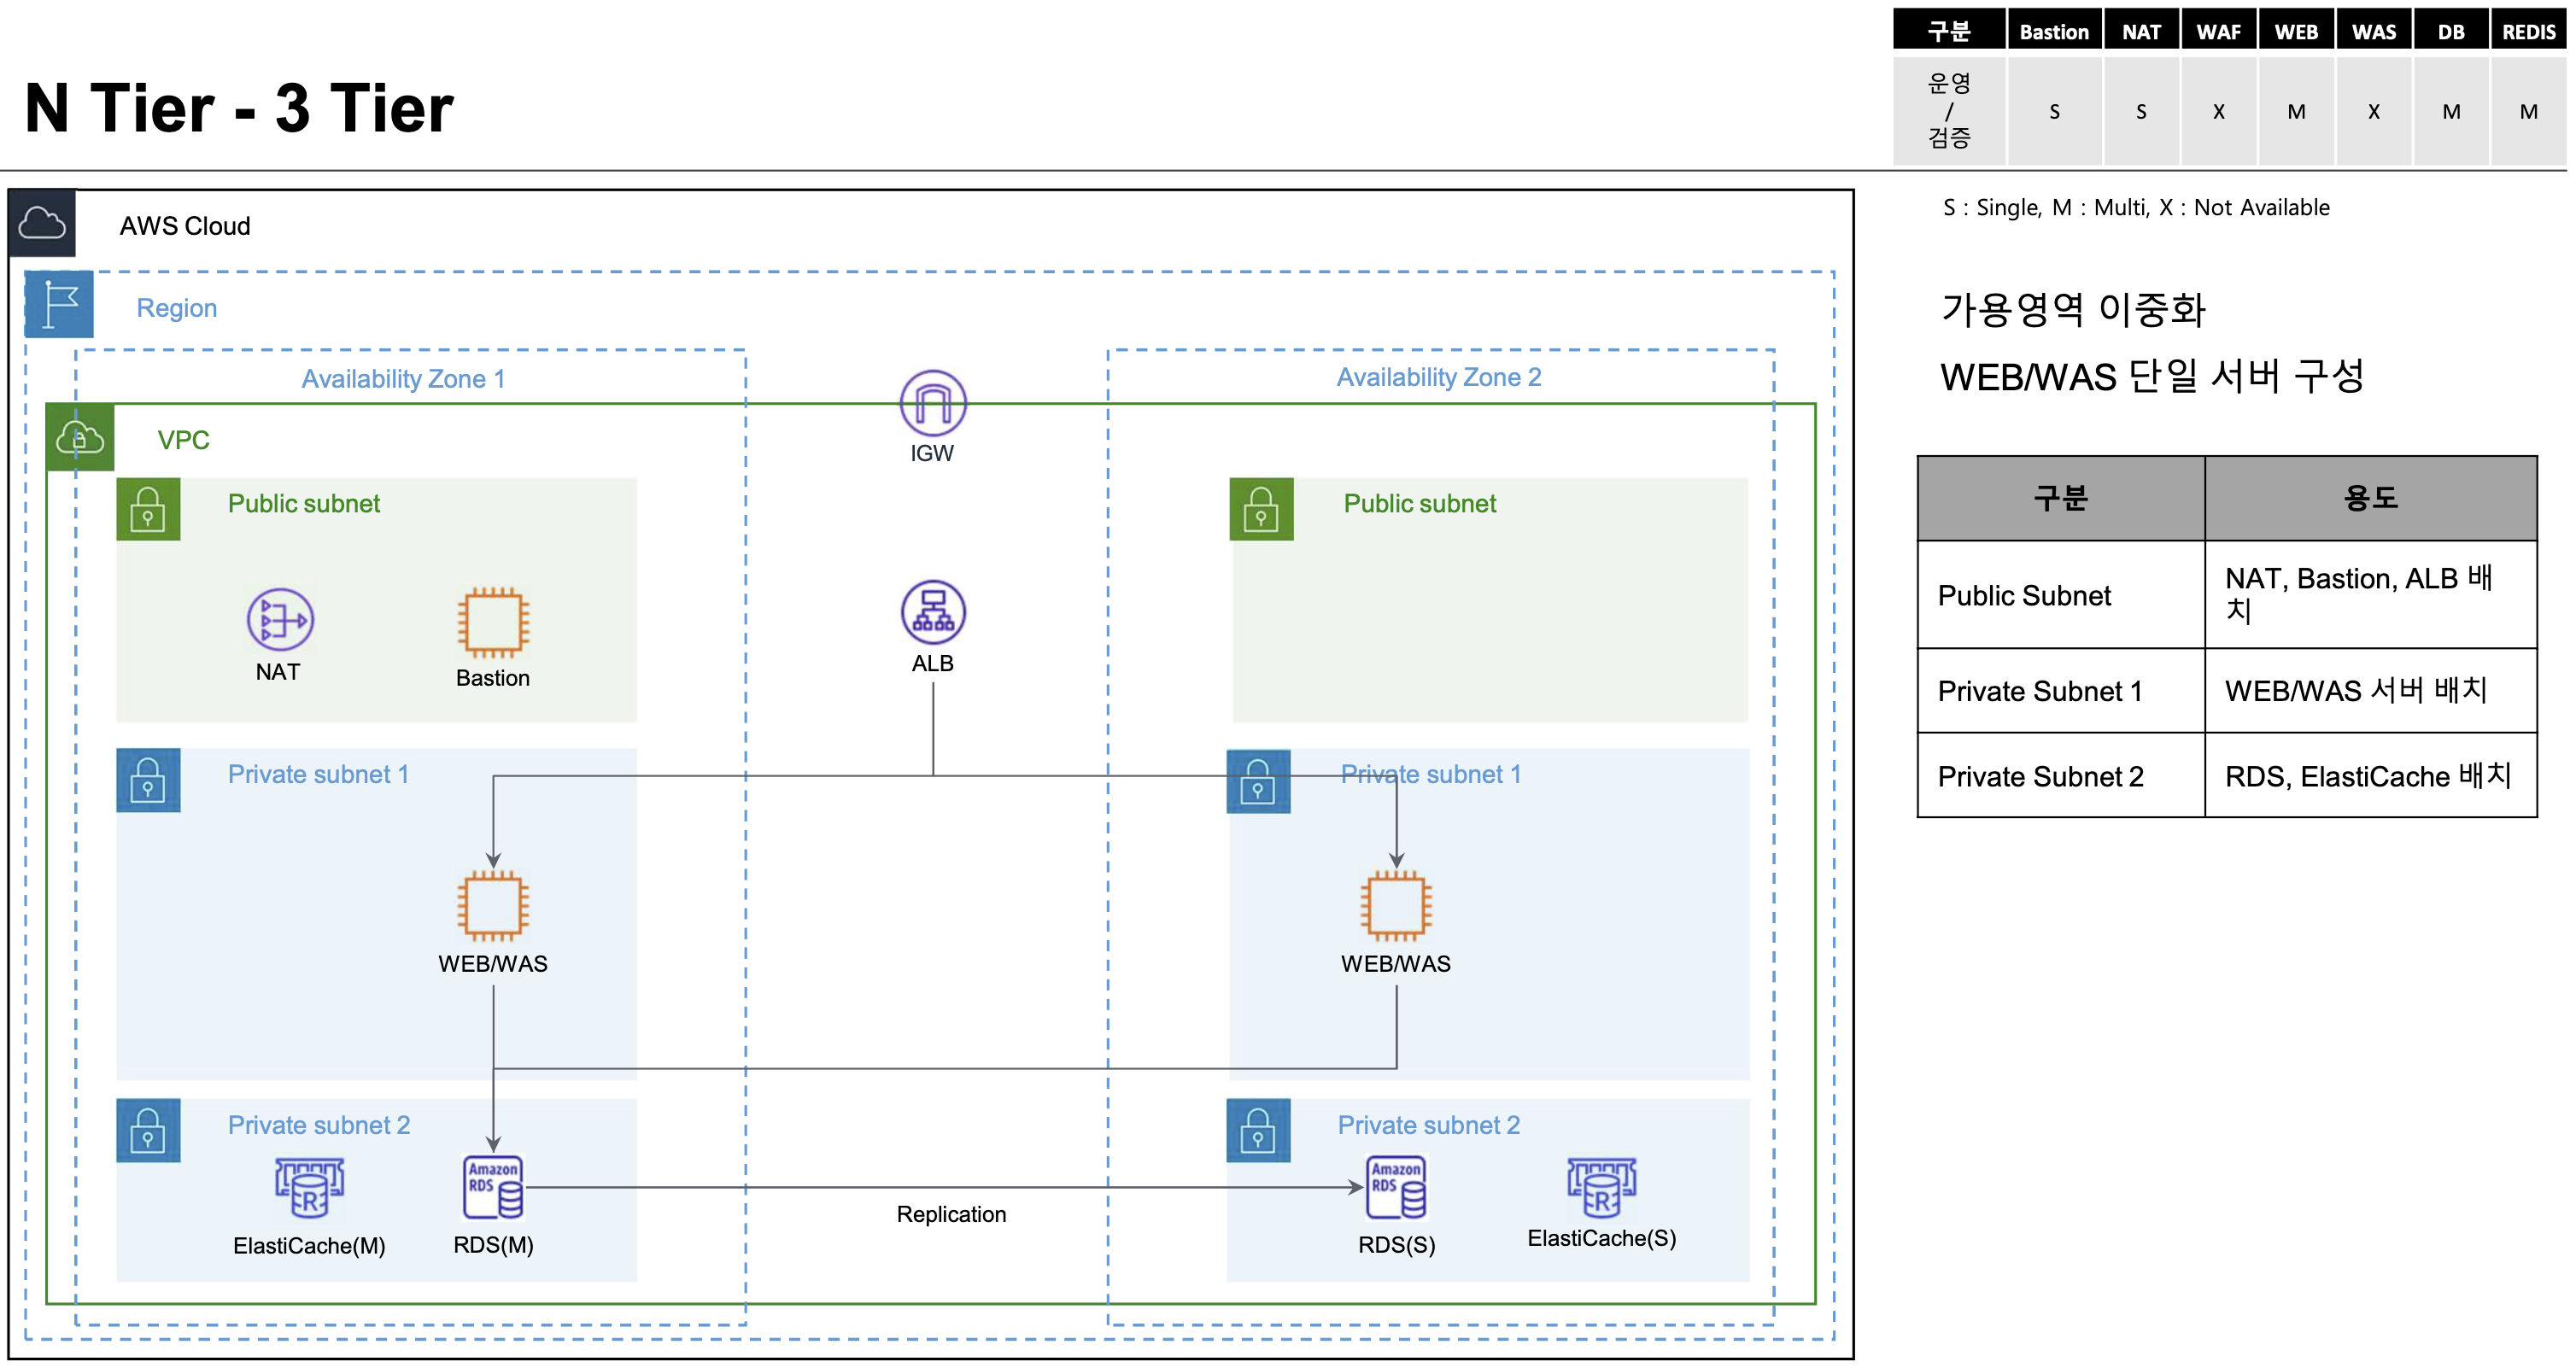 N Tier - 3 Tier
구분 Bastion NAT WAF WEB WAS DB REDIS
운영
/
검증
S S X M X M M
S : Single, M : Multi, X : Not Available
가용영역 이중화
WEB/WAS 단일 서버 구성
구분 용도
Public Subnet
NAT, Bastion, ALB 배
치
Private Subnet 1 WEB/WAS 서버 배치
Private Subnet 2 RDS, ElastiCache 배치
AWS Cloud
Region
Availability Zone 1
Availability Zone 2
VPC
IGW
Public subnet
Public subnet
NAT
Bastion
ALB
Private subnet 1
Private subnet 1
WEB/WAS
WEB/WAS
Private subnet 2
Private subnet 2
R
Amazon
RDS
Amazon
RDS
R
Replication
ElastiCache(M)
RDS(M)
RDS(S)
ElastiCache(S)